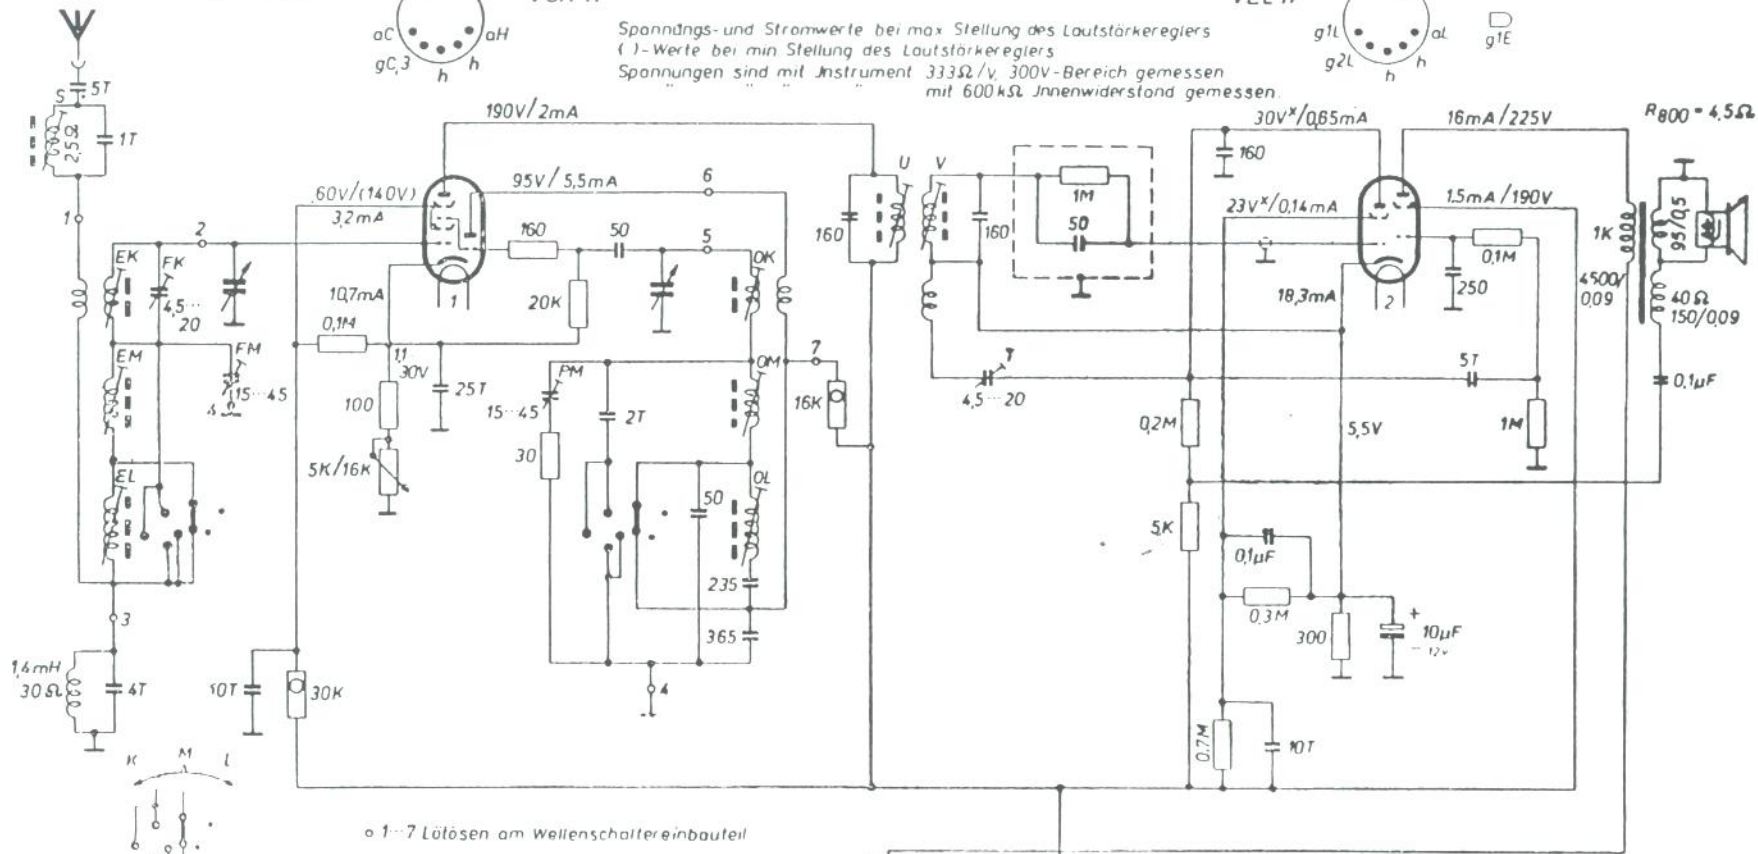 aC
aH
gC,3
h
h
g1L
aL
g2L
h
h
g1E
Spannungs- und Stromwerte bei max Stellung des Lautstärkereglers
( )-Werte bei min Stellung des Lautstärkereglers
Spannungen sind mit Jnstrument 333Ω/v, 300V-Bereich gemessen
" " " " mit 600kΩ Jnnenwiderstand gemessen.
5T
S
2,5Ω
1T
1
2
EK
FK
4,5...20
EM
FM
15...45
EL
3
1,4mH
30Ω
4T
K M L
190V/2mA
60V/(140V)
3,2mA
95V/5,5mA
6
160
50
5
1
10,7mA
0,1M
20K
11
30V
100
25T
5K/16K
10T
30K
OK
PM
15...45
30
2T
OM
7
16K
OL
50
235
365
4
U
V
160
160
1M
50
T
4,5...20
30Vx/0,65mA
160
16mA/225V
R800 = 4,5Ω
23Vx/0,14mA
1,5mA/190V
0,1M
250
18,3mA
2
1K
4500/0,09
95/0,5
40Ω
150/0,09
5T
0,1µF
0,2M
5,5V
1M
5K
0,1µF
0,3M
300
+
10µF
12V
0,7M
10T
o 1...7 Lötösen am Wellenschaltereinbauteil